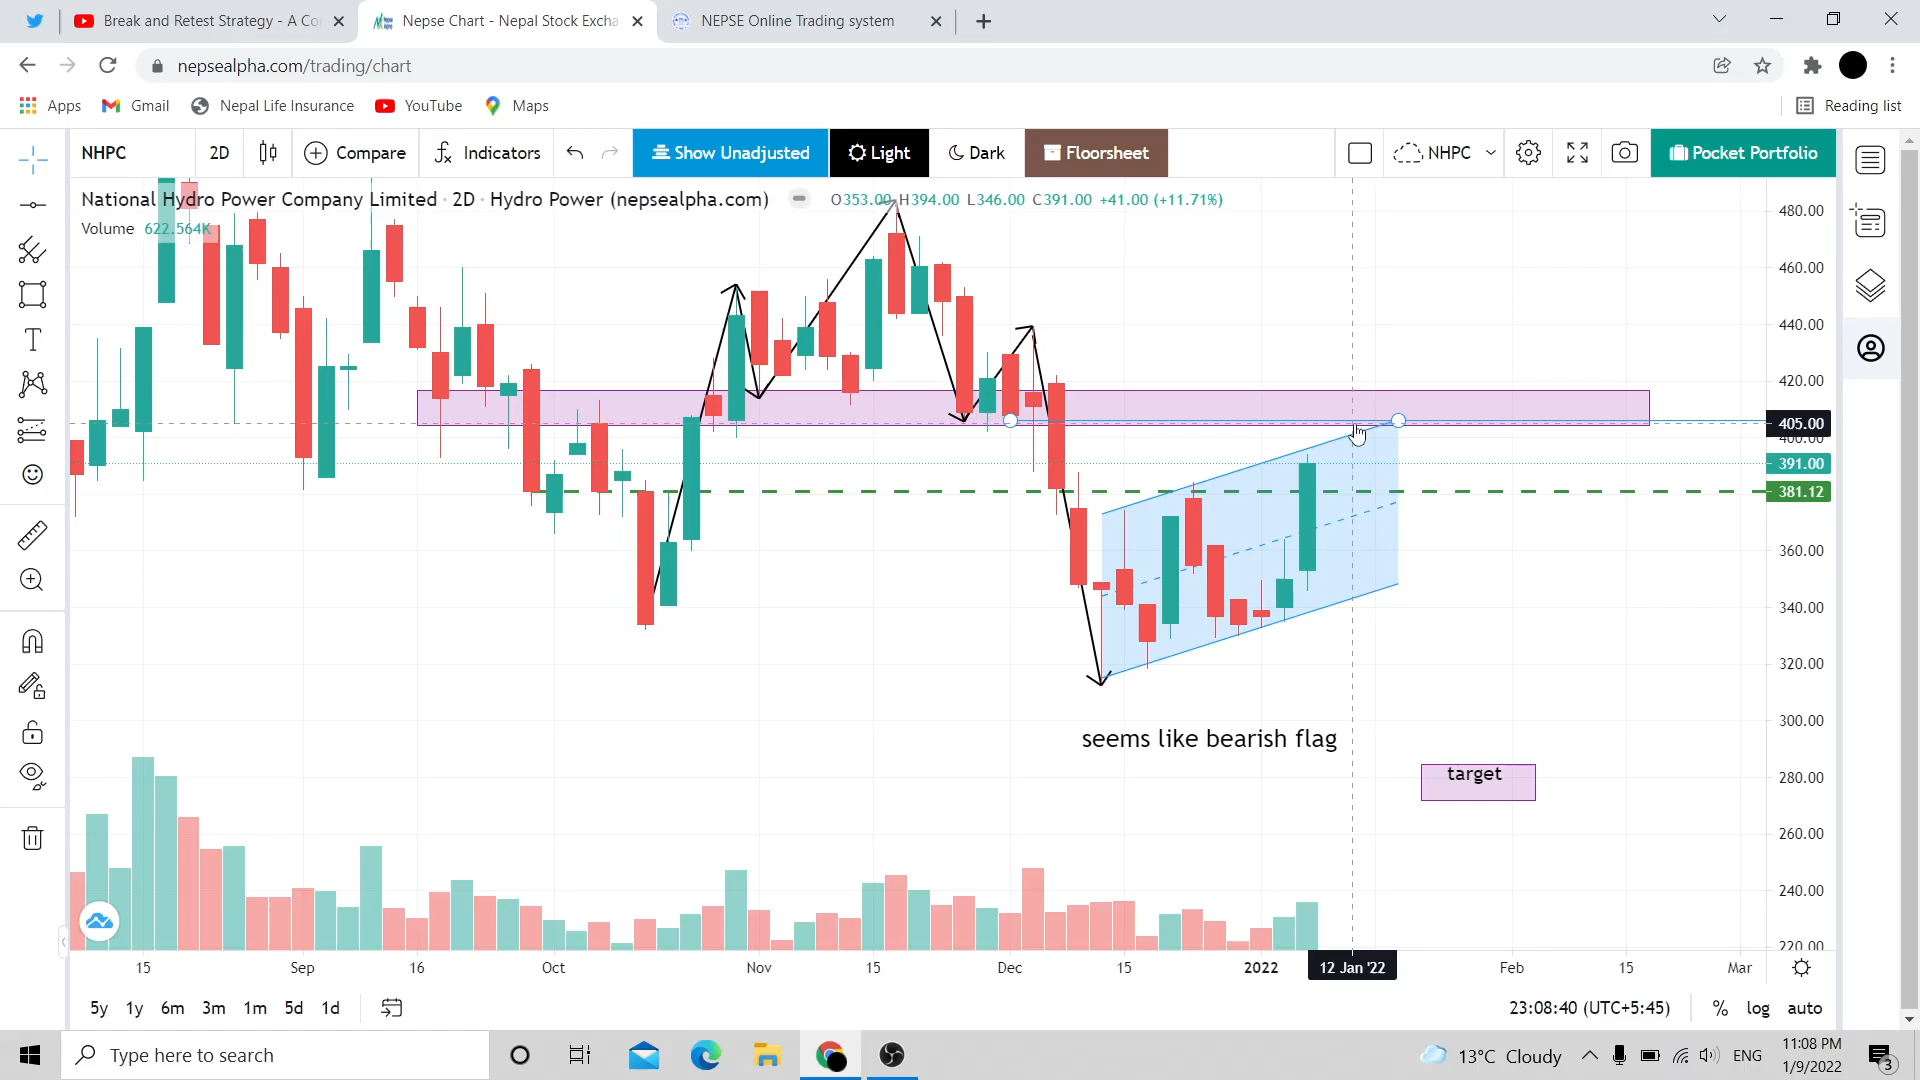 Break and Retest Strategy - A Co
Nepse Chart - Nepal Stock Excha
NEPSE Online Trading system
nepsealpha.com/trading/chart
Apps
Gmail
Nepal Life Insurance
YouTube
Maps
Reading list
NHPC
2D
Compare
Indicators
Show Unadjusted
Light
Dark
Floorsheet
NHPC
Pocket Portfolio
National Hydro Power Company Limited · 2D · Hydro Power (nepsealpha.com)
O353.00 H394.00 L346.00 C391.00 +41.00 (+11.71%)
Volume 622.564K
480.00
460.00
440.00
420.00
405.00
400.00
391.00
381.12
360.00
340.00
320.00
300.00
280.00
260.00
240.00
220.00
seems like bearish flag
target
15
Sep
16
Oct
Nov
15
Dec
15
2022
12 Jan '22
Feb
15
Mar
5y
1y
6m
3m
1m
5d
1d
23:08:40 (UTC+5:45)
%
log
auto
Type here to search
13°C Cloudy
ENG
11:08 PM
1/9/2022
3